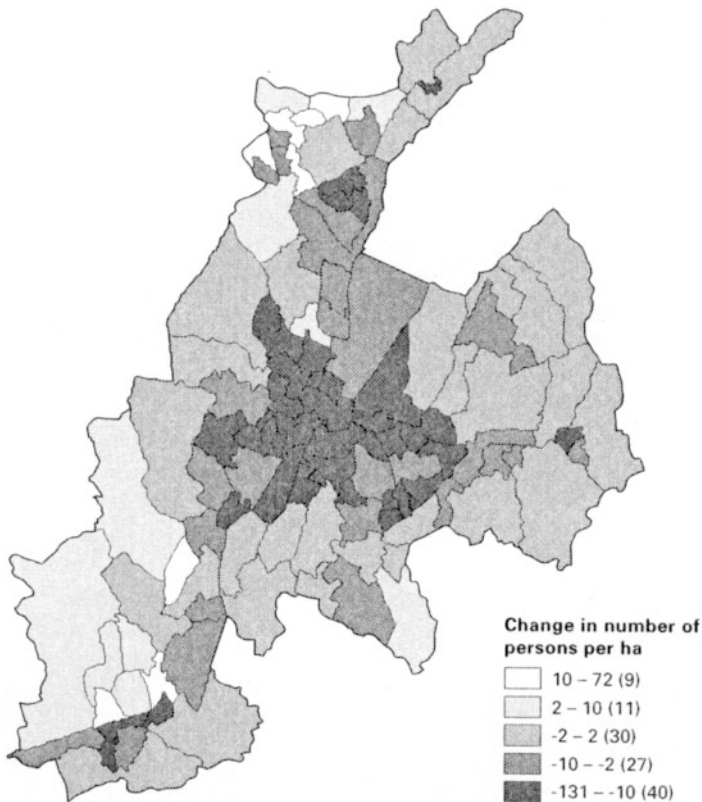 Change in number of
persons per ha
10 – 72 (9)
2 – 10 (11)
-2 – 2 (30)
-10 – -2 (27)
-131 – -10 (40)